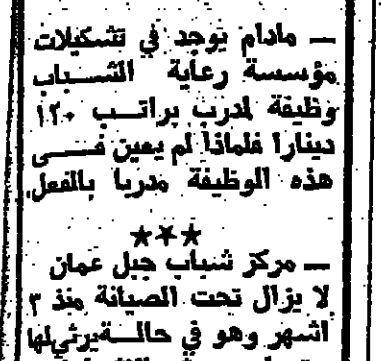 — مادام يوجد في تشكيلات
مؤسسة رعاية الشباب
وظيفة لمدرب براتب ١٢٠
دينارا فلماذا لم يعين في
هذه الوظيفة مدربا بالفعل
★★★
— مركز شباب جبل عمان
لا يزال تحت الصيانة منذ ٣
اشهر وهو في حالة يرثي لها